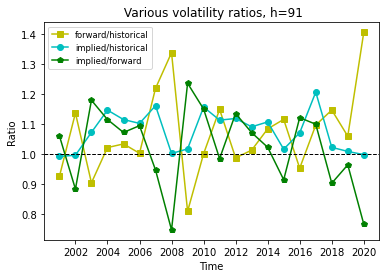 Various volatility ratios, h=91
forward/historical
implied/historical
implied/forward
Ratio
1.4
1.3
1.2
1.1
1.0
0.9
0.8
2002 2004 2006 2008 2010 2012 2014 2016 2018 2020
Time